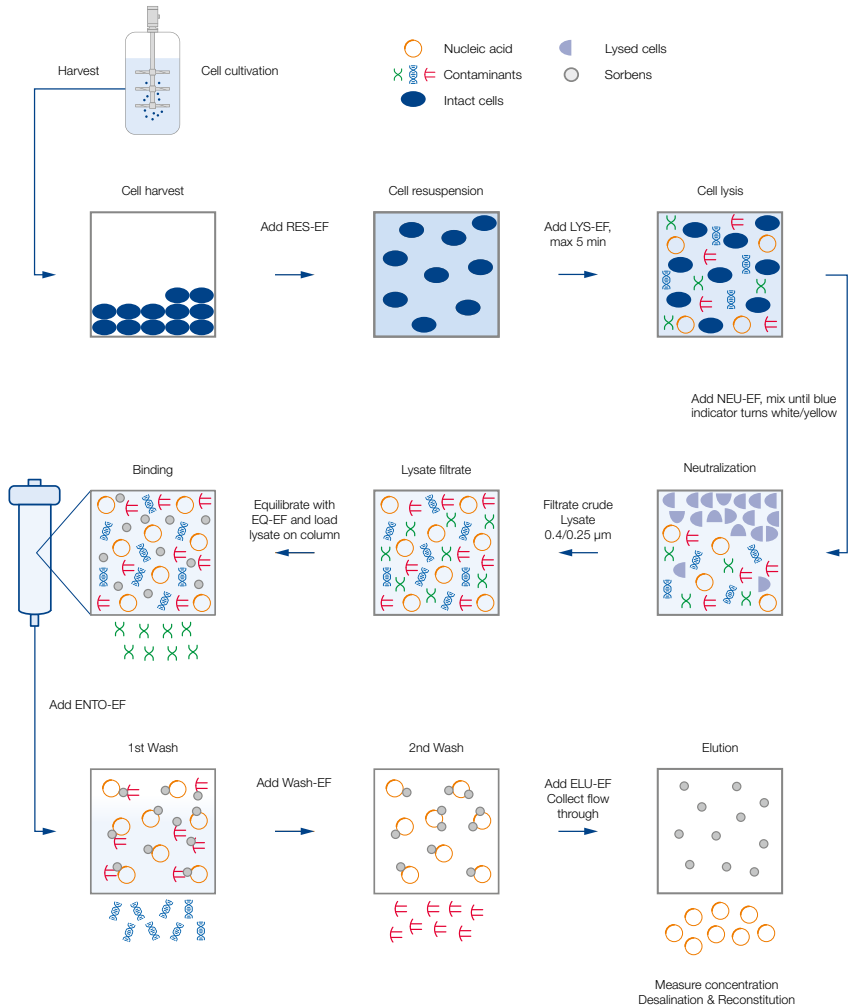 Harvest
Cell cultivation
Nucleic acid
Contaminants
Intact cells
Lysed cells
Sorbens
Cell harvest
Add RES-EF
Cell resuspension
Add LYS-EF,
max 5 min
Cell lysis
Add NEU-EF, mix until blue
indicator turns white/yellow
Binding
Equilibrate with
EQ-EF and load
lysate on column
Lysate filtrate
Filtrate crude
Lysate
0.4/0.25 µm
Neutralization
Add ENTO-EF
1st Wash
Add Wash-EF
2nd Wash
Add ELU-EF
Collect flow
through
Elution
Measure concentration
Desalination & Reconstitution